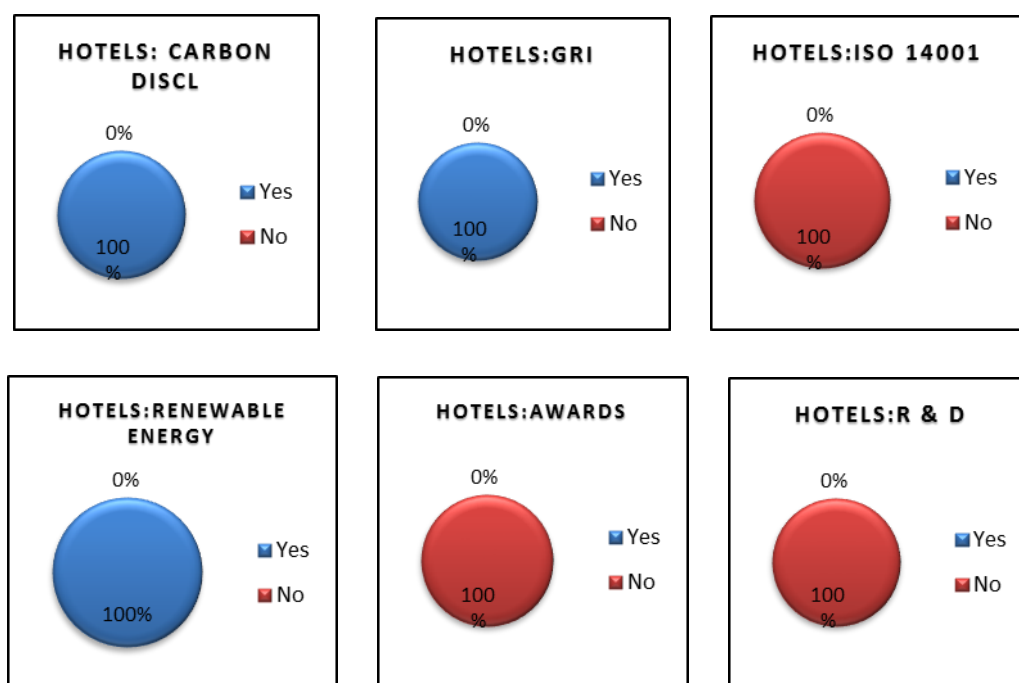 HOTELS: CARBON
DISCL
0%
100
%
Yes
No
HOTELS:GRI
0%
100
%
Yes
No
HOTELS:ISO 14001
0%
100
%
Yes
No
HOTELS:RENEWABLE
ENERGY
0%
100%
Yes
No
HOTELS:AWARDS
0%
100
%
Yes
No
HOTELS:R & D
0%
100
%
Yes
No